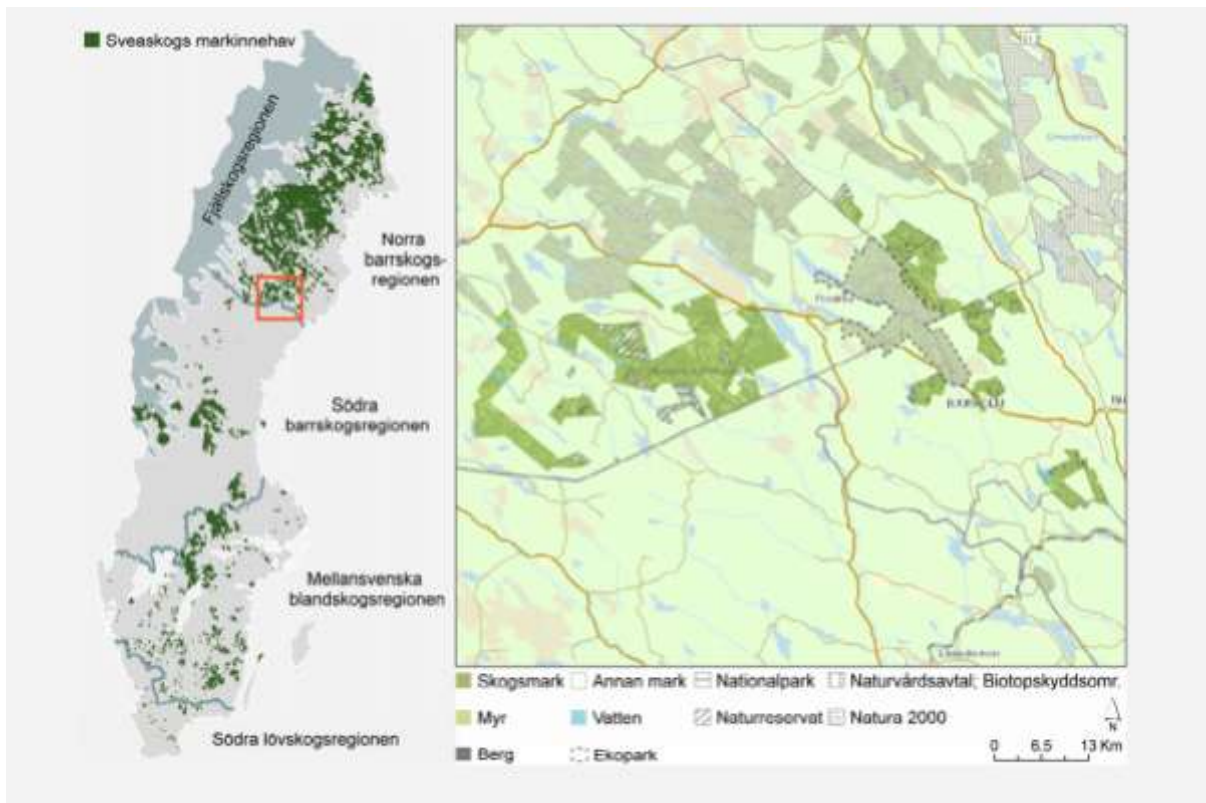 Sveaskogs markinnehav
Fjällskogsregionen
Norra
barrskogs-
regionen
Södra
barrskogsregionen
Mellansvenska
blandskogsregionen
Södra lövskogsregionen
Skogsmark
Annan mark
Nationalpark
Naturvårdsavtal; Biotopskyddsomr.
Myr
Vatten
Naturreservat
Natura 2000
Berg
Ekopark
N
0 6.5 13 Km